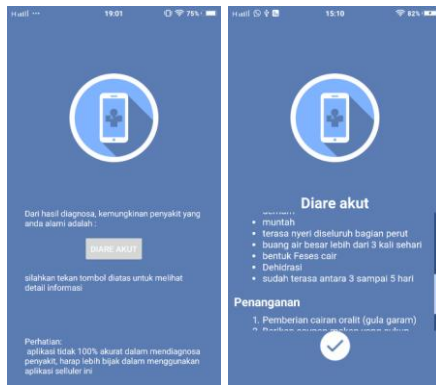 Hatil ··· 19:01 75%
Dari hasil diagnosa, kemungkinan penyakit yang
anda alami adalah :
DIARE AKUT
silahkan tekan tombol diatas untuk melihat
detail informasi
Perhatian:
aplikasi tidak 100% akurat dalam mendiagnosa
penyakit, harap lebih bijak dalam menggunakan
aplikasi selluler ini
15:10 82%
Diare akut
• muntah
• terasa nyeri diseluruh bagian perut
• buang air besar lebih dari 3 kali sehari
• bentuk Feses cair
• Dehidrasi
• sudah terasa antara 3 sampai 5 hari
Penanganan
1. Pemberian cairan oralit (gula garam)